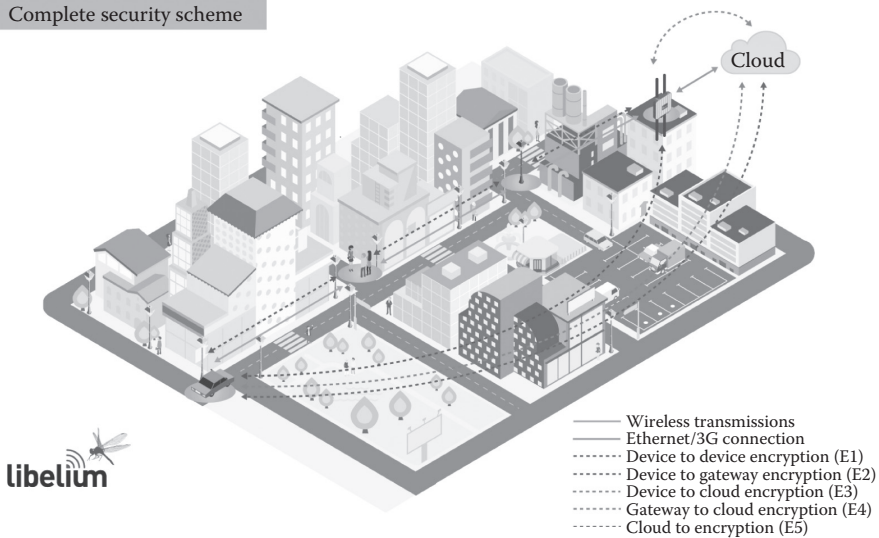 Complete security scheme
Cloud
Wireless transmissions
Ethernet/3G connection
Device to device encryption (E1)
Device to gateway encryption (E2)
Device to cloud encryption (E3)
Gateway to cloud encryption (E4)
Cloud to encryption (E5)
libelium